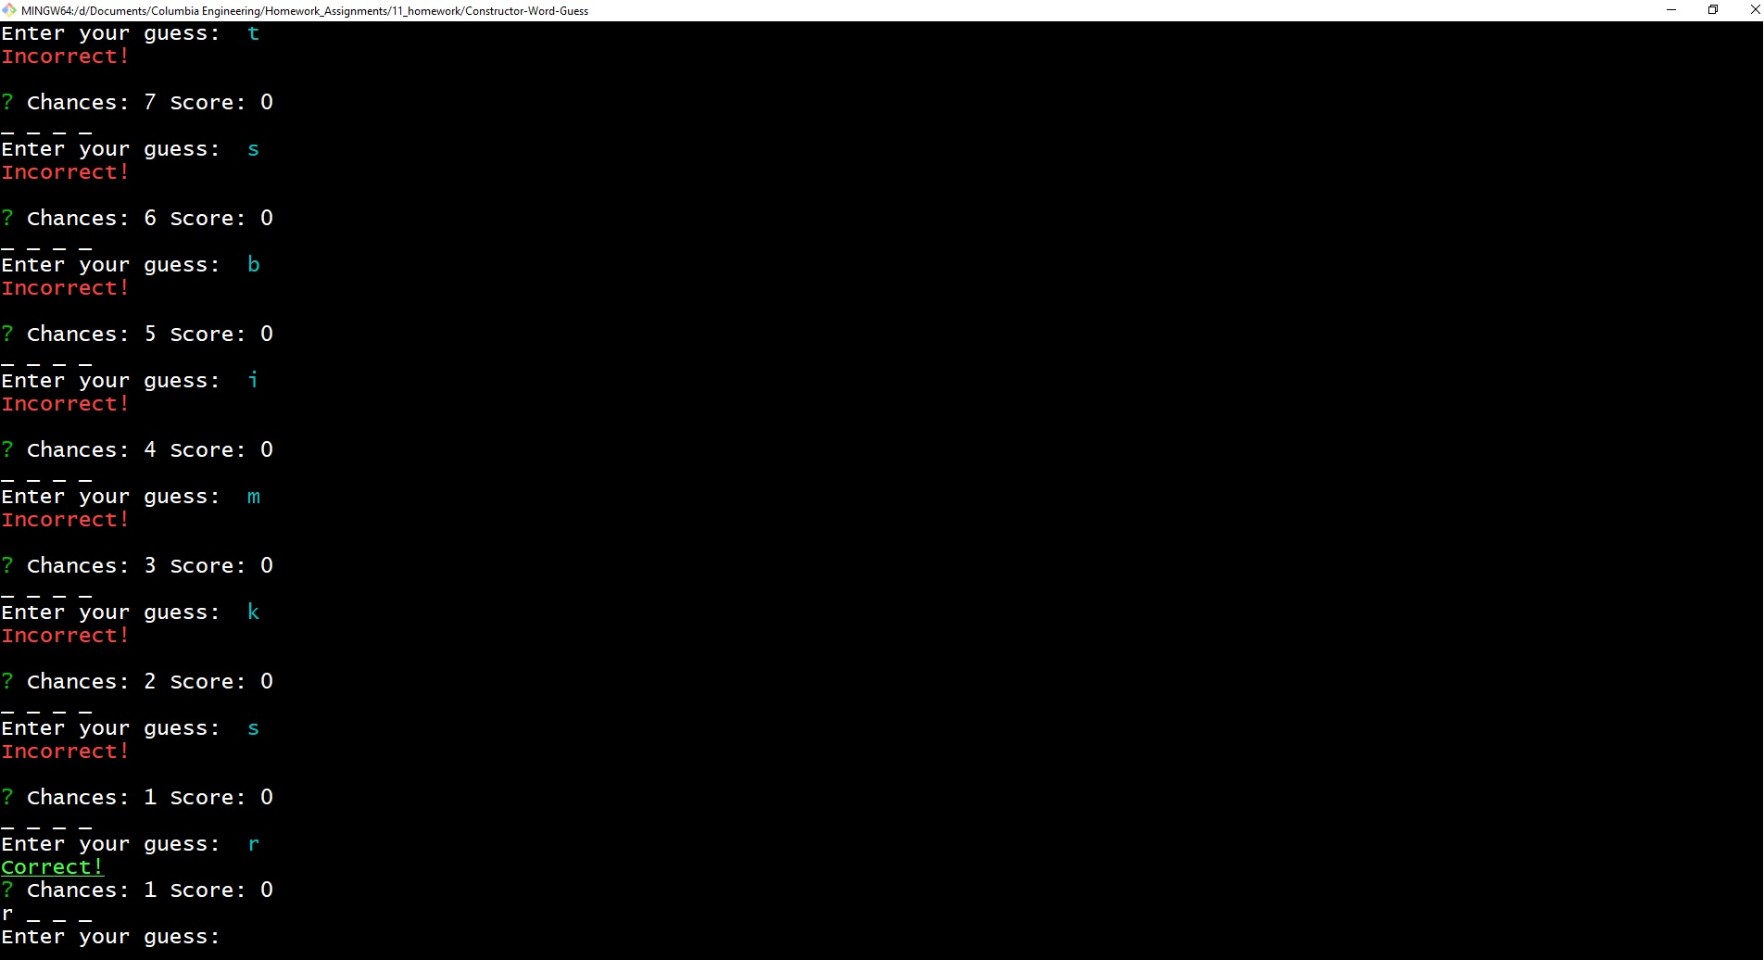 MINGW64:/d/Documents/Columbia Engineering/Homework_Assignments/11_homework/Constructor-Word-Guess
Enter your guess:  t
Incorrect!
? Chances: 7 Score: 0
_ _ _ _
Enter your guess:  s
Incorrect!
? Chances: 6 Score: 0
_ _ _ _
Enter your guess:  b
Incorrect!
? Chances: 5 Score: 0
_ _ _ _
Enter your guess:  i
Incorrect!
? Chances: 4 Score: 0
_ _ _ _
Enter your guess:  m
Incorrect!
? Chances: 3 Score: 0
_ _ _ _
Enter your guess:  k
Incorrect!
? Chances: 2 Score: 0
_ _ _ _
Enter your guess:  s
Incorrect!
? Chances: 1 Score: 0
_ _ _ _
Enter your guess:  r
Correct!
? Chances: 1 Score: 0
r _ _ _
Enter your guess: